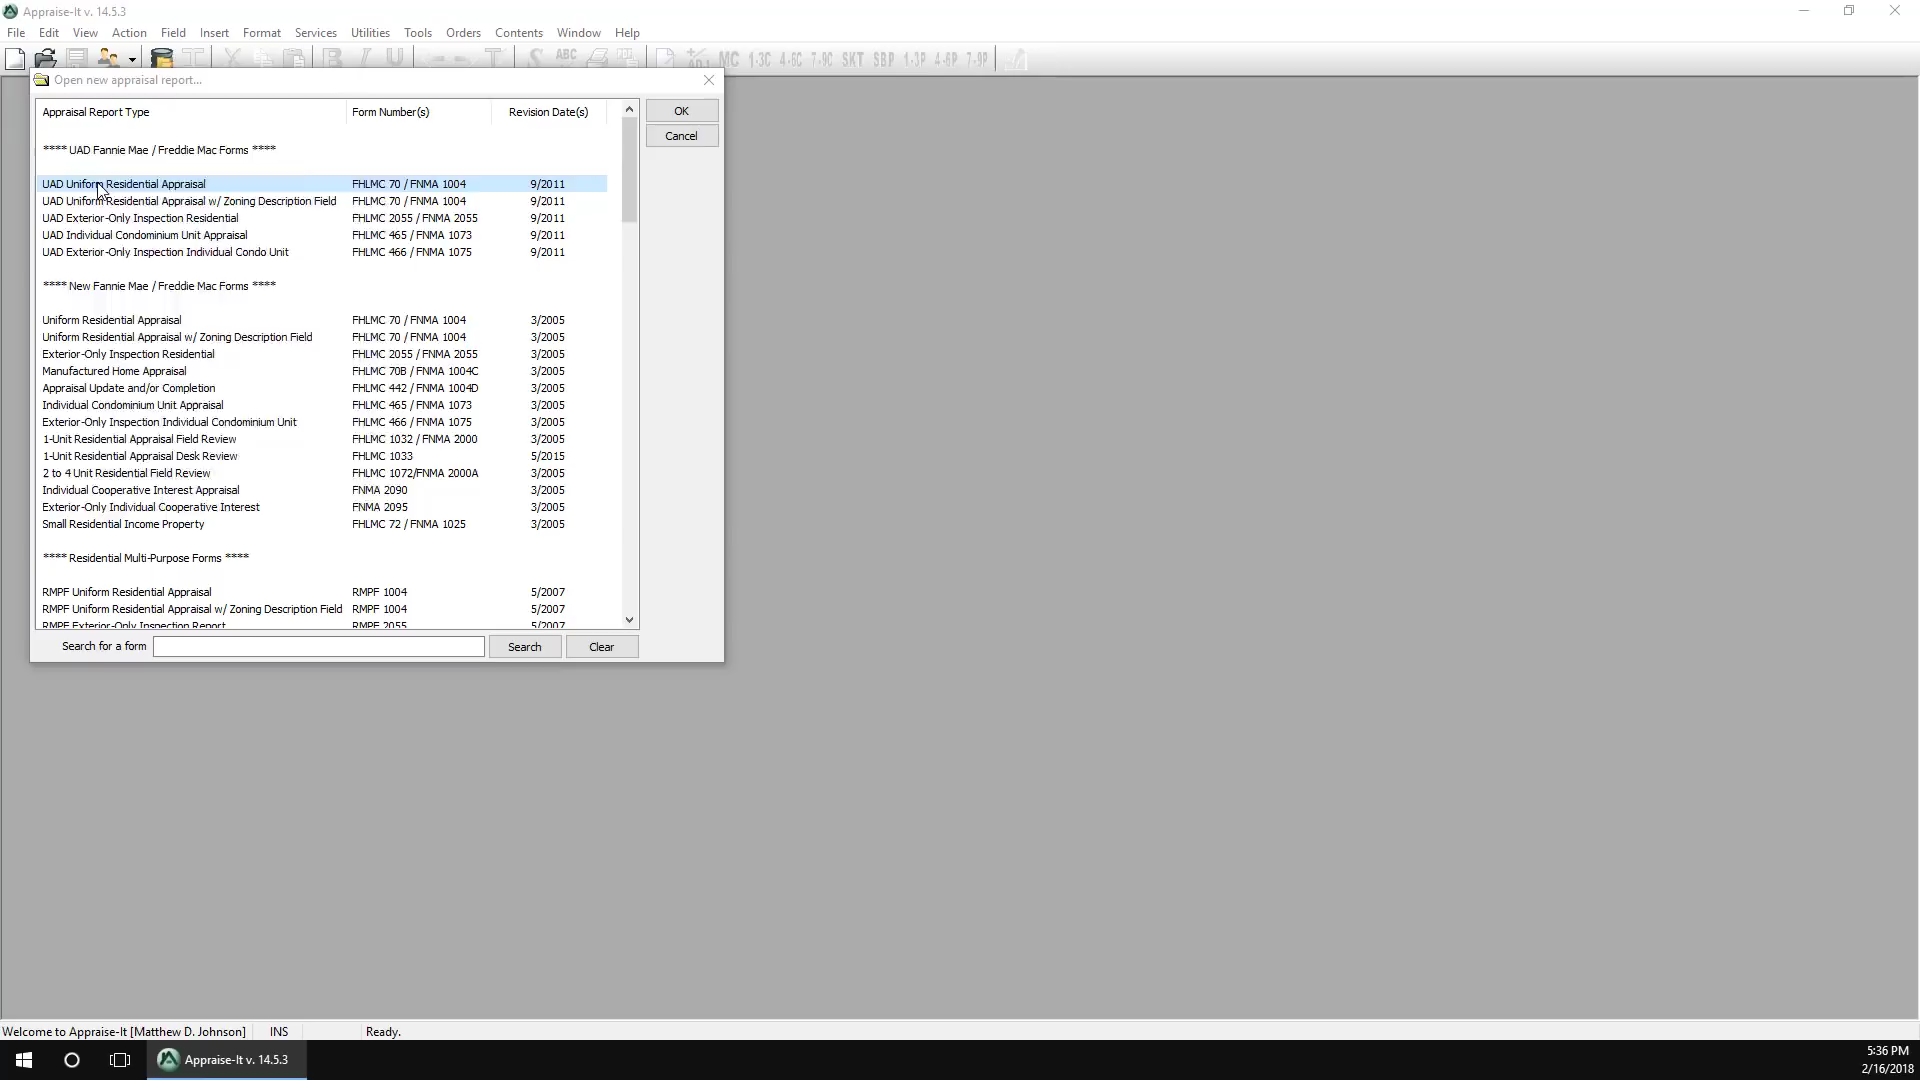 Appraise-It v. 14.5.3
File Edit View Action Field Insert Format Services Utilities Tools Orders Contents Window Help
B I U T S ABC MC 1-3C 4-6C 7-9C SKT SBP 1-3P 4-6P 7-9P
Open new appraisal report...
Appraisal Report Type Form Number(s) Revision Date(s)
OK
Cancel
**** UAD Fannie Mae / Freddie Mac Forms ****
UAD Uniform Residential Appraisal FHLMC 70 / FNMA 1004 9/2011
UAD Uniform Residential Appraisal w/ Zoning Description Field FHLMC 70 / FNMA 1004 9/2011
UAD Exterior-Only Inspection Residential FHLMC 2055 / FNMA 2055 9/2011
UAD Individual Condominium Unit Appraisal FHLMC 465 / FNMA 1073 9/2011
UAD Exterior-Only Inspection Individual Condo Unit FHLMC 466 / FNMA 1075 9/2011
**** New Fannie Mae / Freddie Mac Forms ****
Uniform Residential Appraisal FHLMC 70 / FNMA 1004 3/2005
Uniform Residential Appraisal w/ Zoning Description Field FHLMC 70 / FNMA 1004 3/2005
Exterior-Only Inspection Residential FHLMC 2055 / FNMA 2055 3/2005
Manufactured Home Appraisal FHLMC 70B / FNMA 1004C 3/2005
Appraisal Update and/or Completion FHLMC 442 / FNMA 1004D 3/2005
Individual Condominium Unit Appraisal FHLMC 465 / FNMA 1073 3/2005
Exterior-Only Inspection Individual Condominium Unit FHLMC 466 / FNMA 1075 3/2005
1-Unit Residential Appraisal Field Review FHLMC 1032 / FNMA 2000 3/2005
1-Unit Residential Appraisal Desk Review FHLMC 1033 5/2015
2 to 4 Unit Residential Field Review FHLMC 1072/FNMA 2000A 3/2005
Individual Cooperative Interest Appraisal FNMA 2090 3/2005
Exterior-Only Individual Cooperative Interest FNMA 2095 3/2005
Small Residential Income Property FHLMC 72 / FNMA 1025 3/2005
**** Residential Multi-Purpose Forms ****
RMPF Uniform Residential Appraisal RMPF 1004 5/2007
RMPF Uniform Residential Appraisal w/ Zoning Description Field RMPF 1004 5/2007
RMPF Exterior-Only Inspection Report RMPF 2055 5/2007
Search for a form Search Clear
Welcome to Appraise-It [Matthew D. Johnson] INS Ready.
Appraise-It v. 14.5.3
5:36 PM
2/16/2018